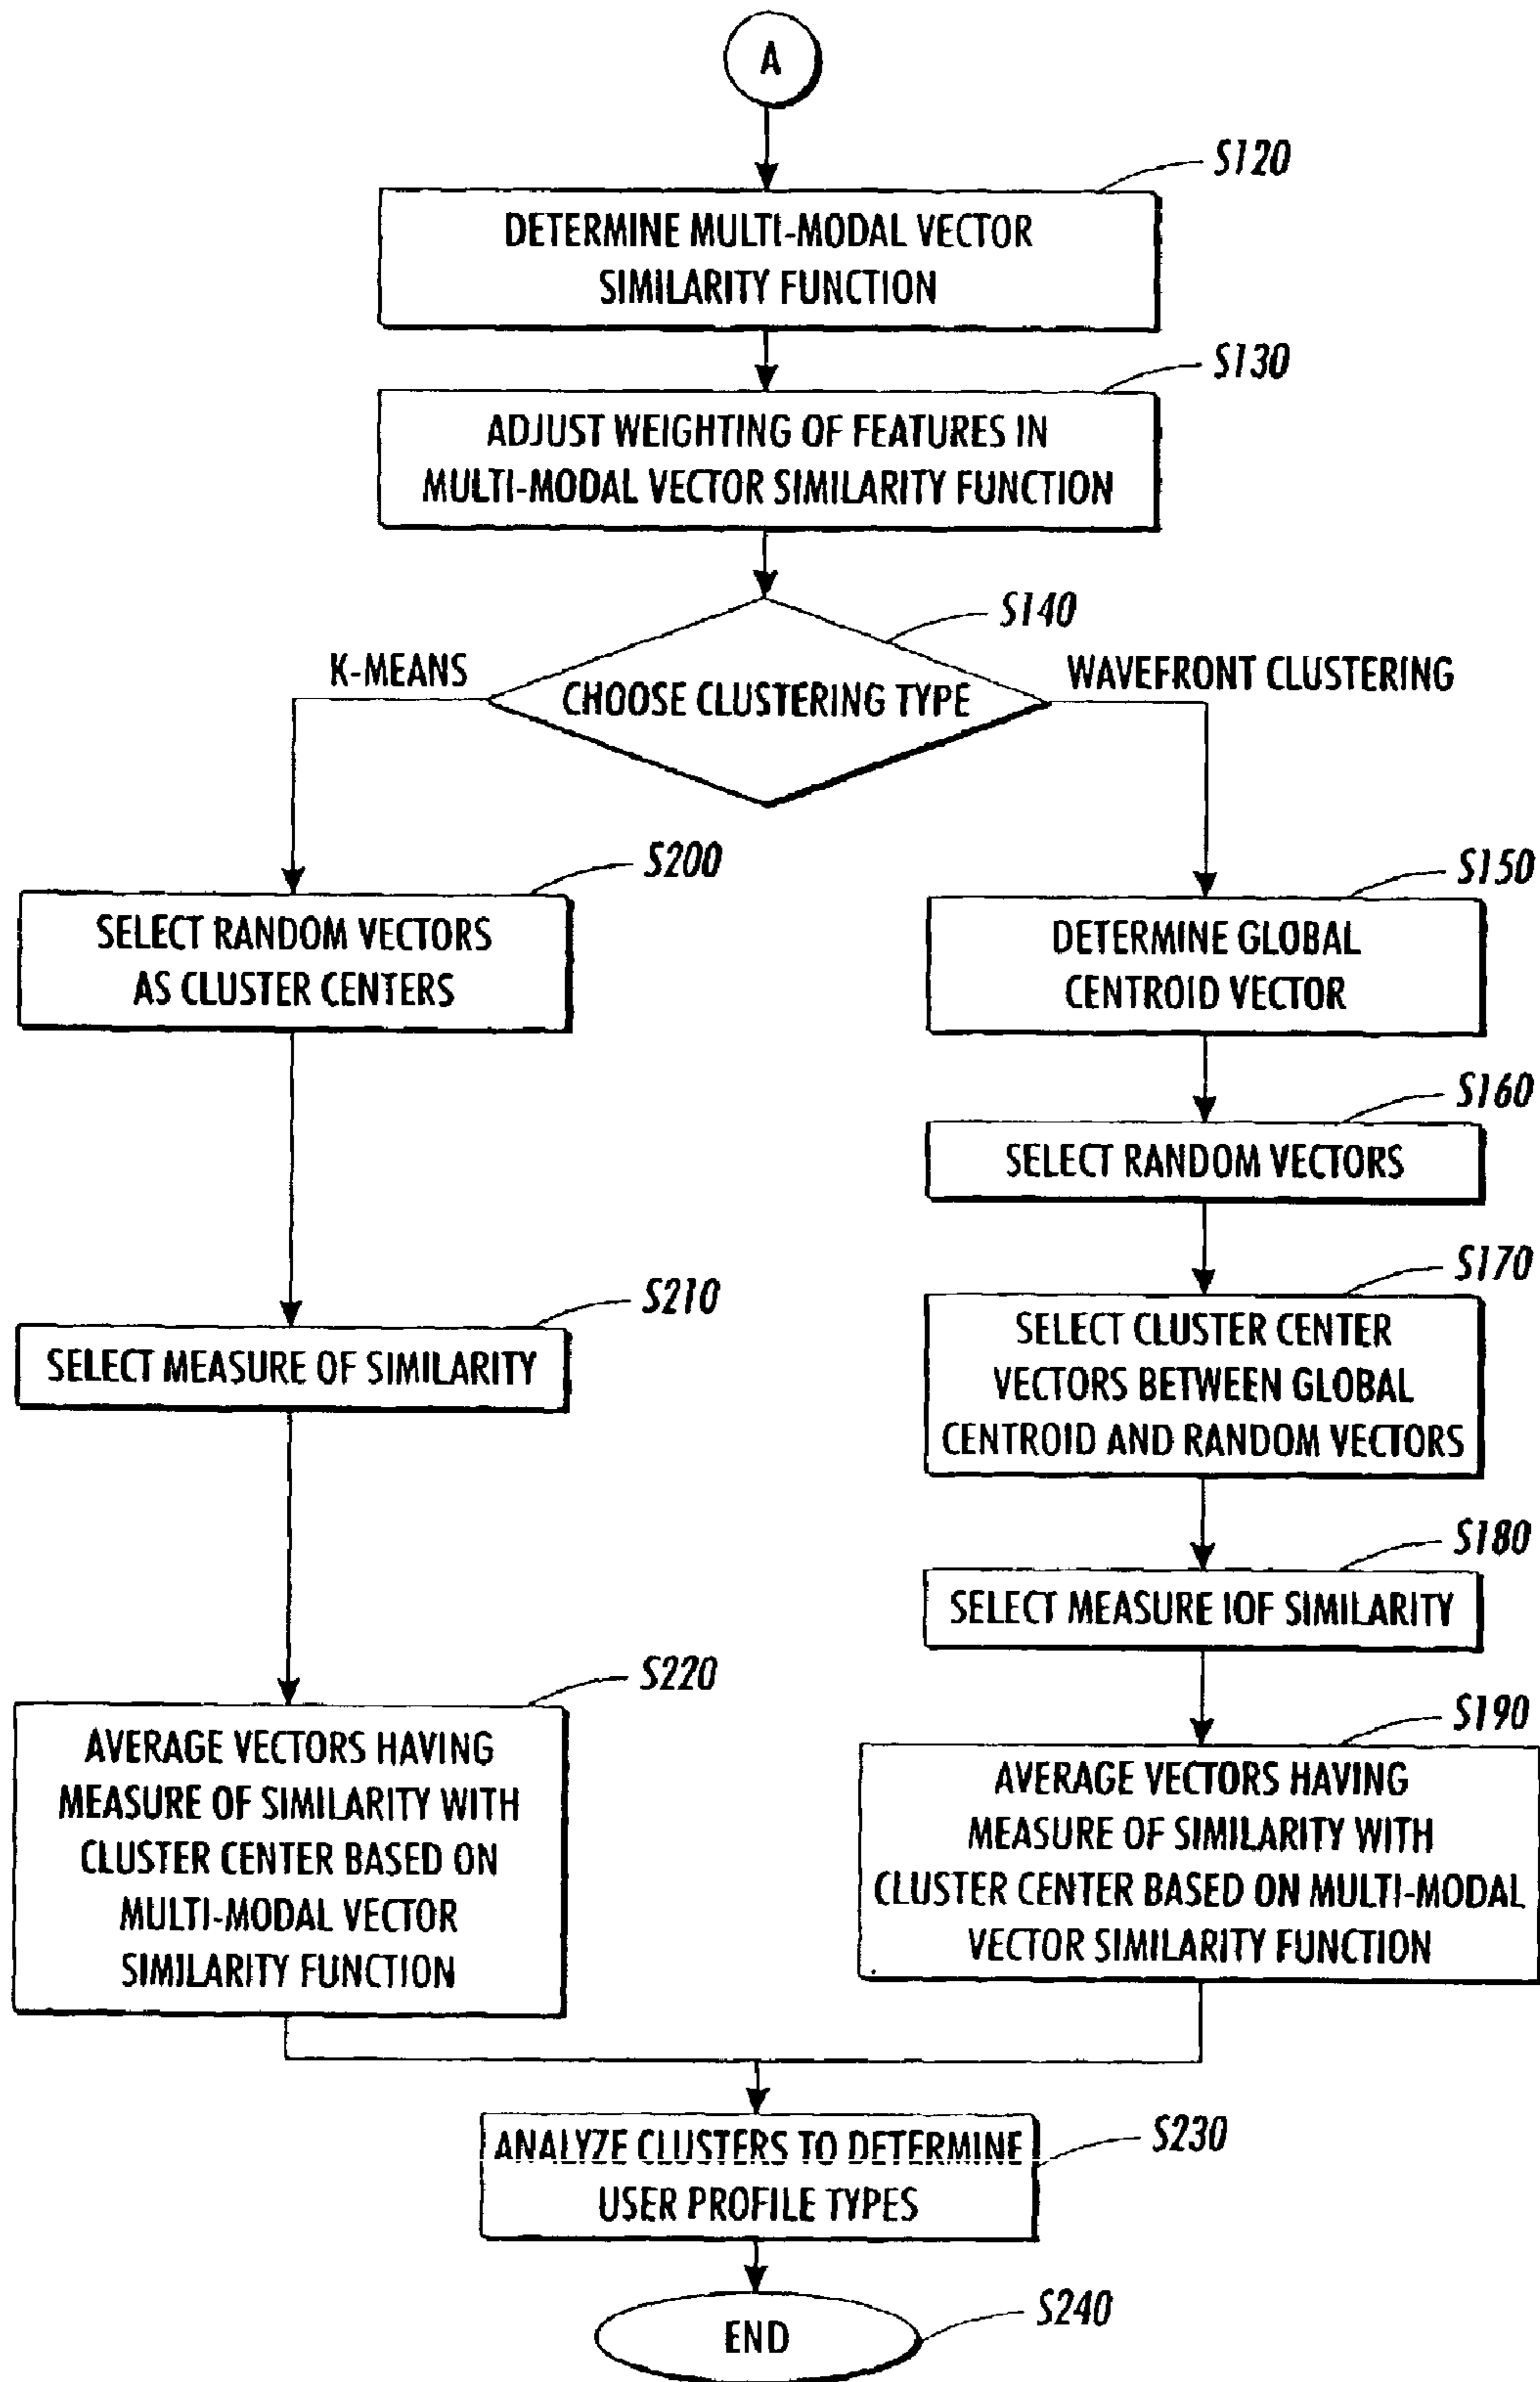 A
S120
DETERMINE MULTI-MODAL VECTOR
SIMILARITY FUNCTION
S130
ADJUST WEIGHTING OF FEATURES IN
MULTI-MODAL VECTOR SIMILARITY FUNCTION
S140
K-MEANS
CHOOSE CLUSTERING TYPE
WAVEFRONT CLUSTERING
S200
SELECT RANDOM VECTORS
AS CLUSTER CENTERS
S210
SELECT MEASURE OF SIMILARITY
S220
AVERAGE VECTORS HAVING
MEASURE OF SIMILARITY WITH
CLUSTER CENTER BASED ON
MULTI-MODAL VECTOR
SIMILARITY FUNCTION
S150
DETERMINE GLOBAL
CENTROID VECTOR
S160
SELECT RANDOM VECTORS
S170
SELECT CLUSTER CENTER
VECTORS BETWEEN GLOBAL
CENTROID AND RANDOM VECTORS
S180
SELECT MEASURE IOF SIMILARITY
S190
AVERAGE VECTORS HAVING
MEASURE OF SIMILARITY WITH
CLUSTER CENTER BASED ON MULTI-MODAL
VECTOR SIMILARITY FUNCTION
S230
ANALYZE CLUSTERS TO DETERMINE
USER PROFILE TYPES
S240
END